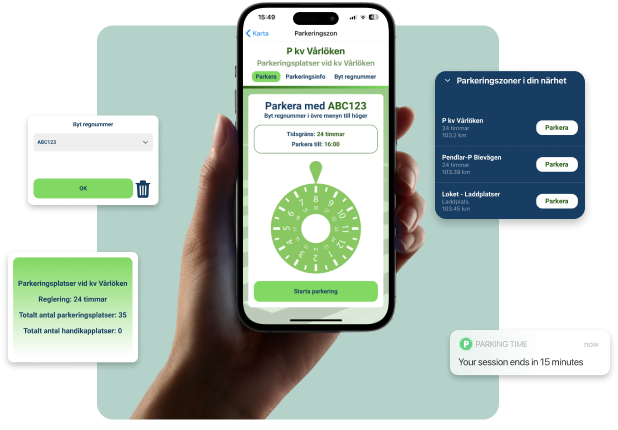 15:49
Karta
Parkeringszon
P kv Vårlöken
Parkeringsplatser vid kv Vårlöken
Parkera Parkeringsinfo Byt regnummer
Parkera med ABC123
Byt regnummer i övre menyn till höger
Tidsgräns: 24 timmar
Parkera till: 16:00
Starta parkering
Byt regnummer
ABC123
OK
Parkeringsplatser vid kv Vårlöken
Reglering: 24 timmar
Totalt antal parkeringsplatser: 35
Totalt antal handikapplatser: 0
Parkeringszoner i din närhet
P kv Vårlöken
24 timmar
103.2 km
Parkera
Pendlar-P Bievägen
24 timmar
103.39 km
Parkera
Loket - Laddplatser
Laddplats
103.45 km
Parkera
P PARKING TIME now
Your session ends in 15 minutes